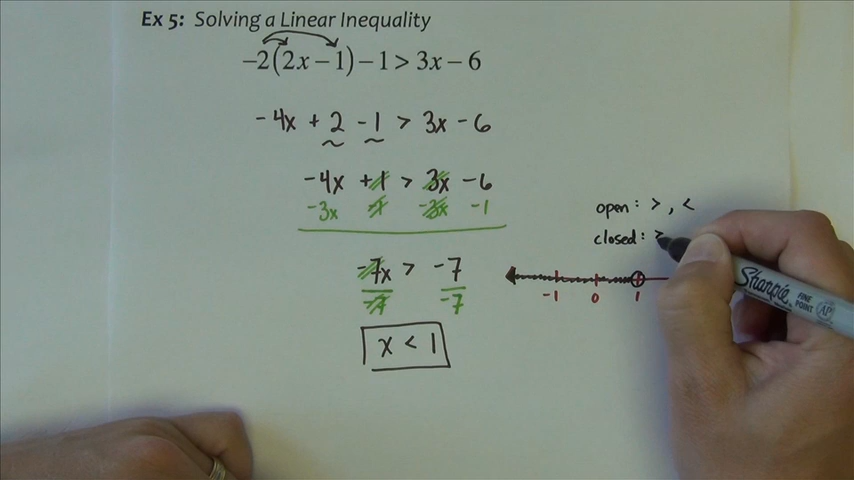 Ex 5: Solving a Linear Inequality
-2(2x-1)-1>3x-6
-4x + 2 - 1 > 3x - 6
-4x + 1 > 3x - 6
-3x -1 -3x -1
-7x > -7
-7 -7
x < 1
open: >, <
closed: >
-1 0 1
Sharpie FINE POINT AP